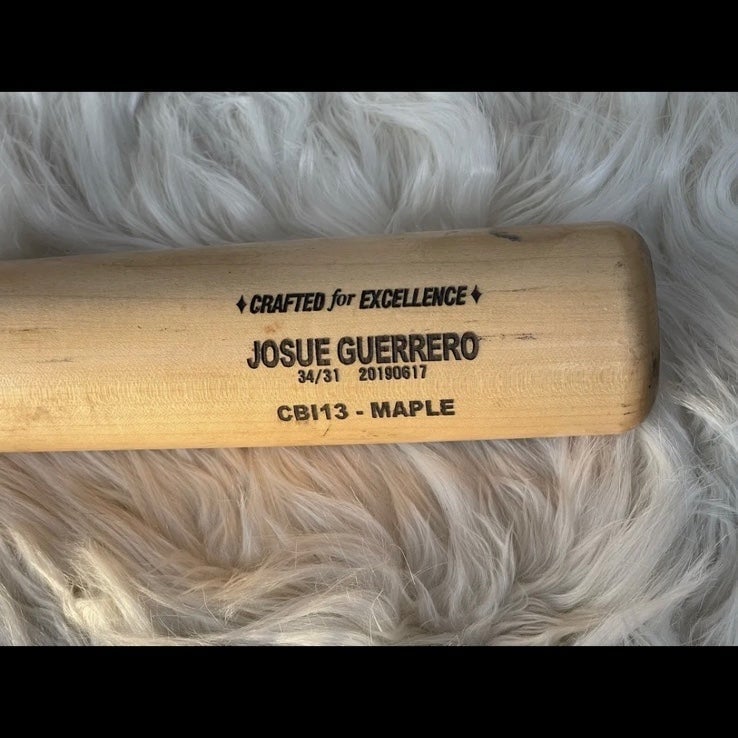 CRAFTED for EXCELLENCE
JOSUE GUERRERO
34/31 20190617
CBI13 - MAPLE